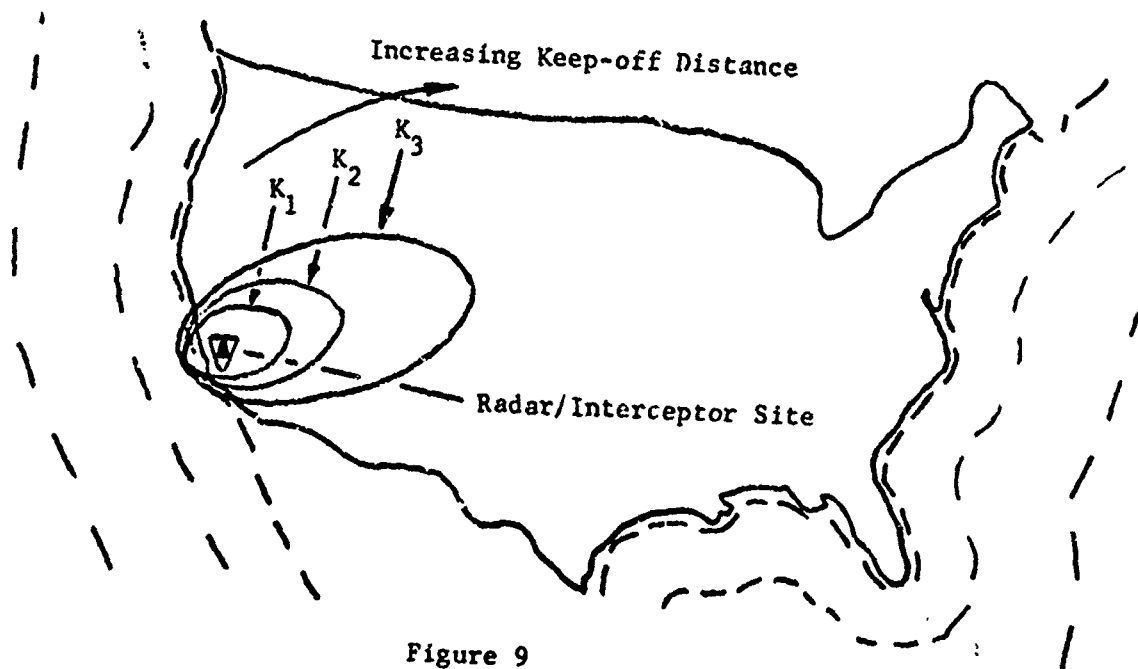 Increasing Keep-off Distance
K3
K2
K1
Radar/Interceptor Site
Figure 9